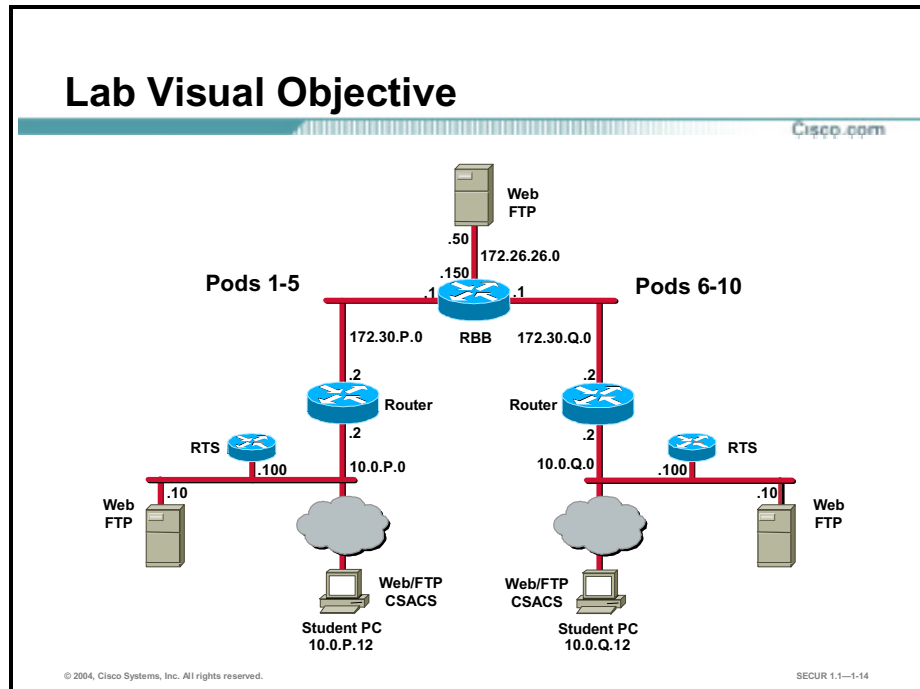 Lab Visual Objective
Cisco.com
Web
FTP
.50
172.26.26.0
.150
Pods 1-5
.1
.1
Pods 6-10
RBB
172.30.P.0
172.30.Q.0
.2
.2
Router
Router
.2
.2
RTS
RTS
.100
10.0.P.0
10.0.Q.0
.100
.10
.10
Web
FTP
Web
FTP
Web/FTP
CSACS
Web/FTP
CSACS
Student PC
10.0.P.12
Student PC
10.0.Q.12
© 2004, Cisco Systems, Inc. All rights reserved.
SECUR 1.1—1-14